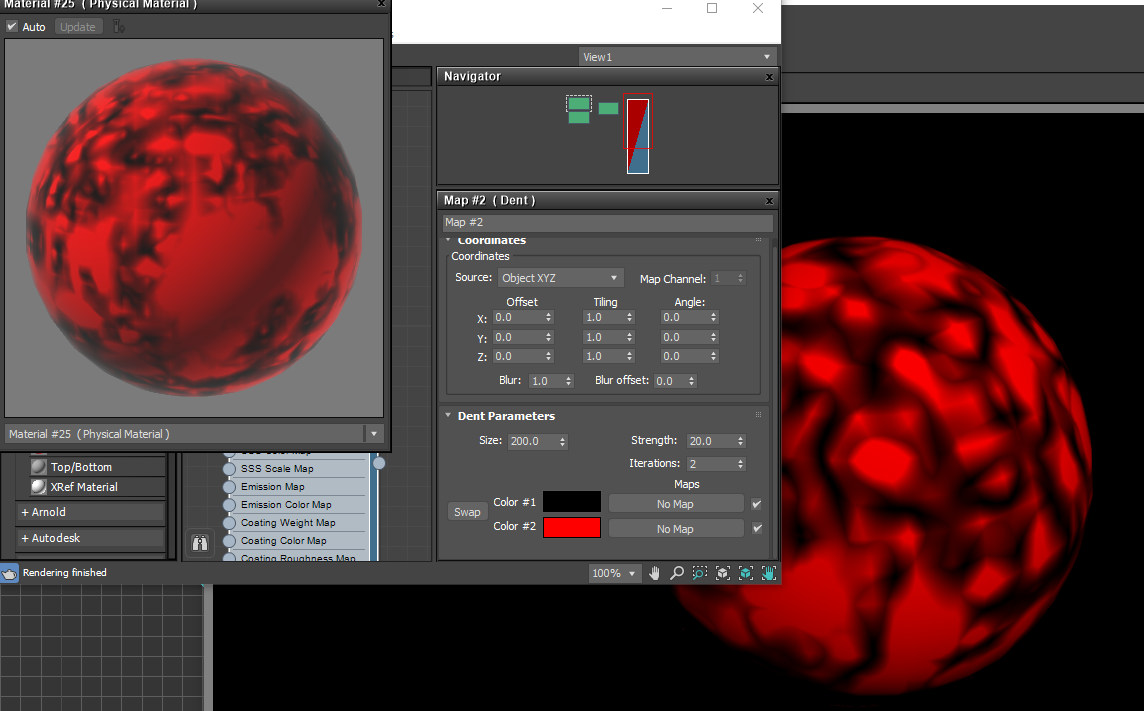 Material #25 ( Physical Material )
x
Auto
Update
View1
Navigator
x
Map #2 ( Dent )
x
Map #2
Coordinates
Coordinates
Source:
Object XYZ
Map Channel:
1
Offset
Tiling
Angle:
X:
0.0
1.0
0.0
Y:
0.0
1.0
0.0
Z:
0.0
1.0
0.0
Blur:
1.0
Blur offset:
0.0
Dent Parameters
Size:
200.0
Strength:
20.0
Iterations:
2
Maps
Swap
Color #1
No Map
Color #2
No Map
Material #25 ( Physical Material )
Top/Bottom
XRef Material
+ Arnold
+ Autodesk
SSS Color Map
SSS Scale Map
Emission Map
Emission Color Map
Coating Weight Map
Coating Color Map
Coating Roughness Map
Rendering finished
100%